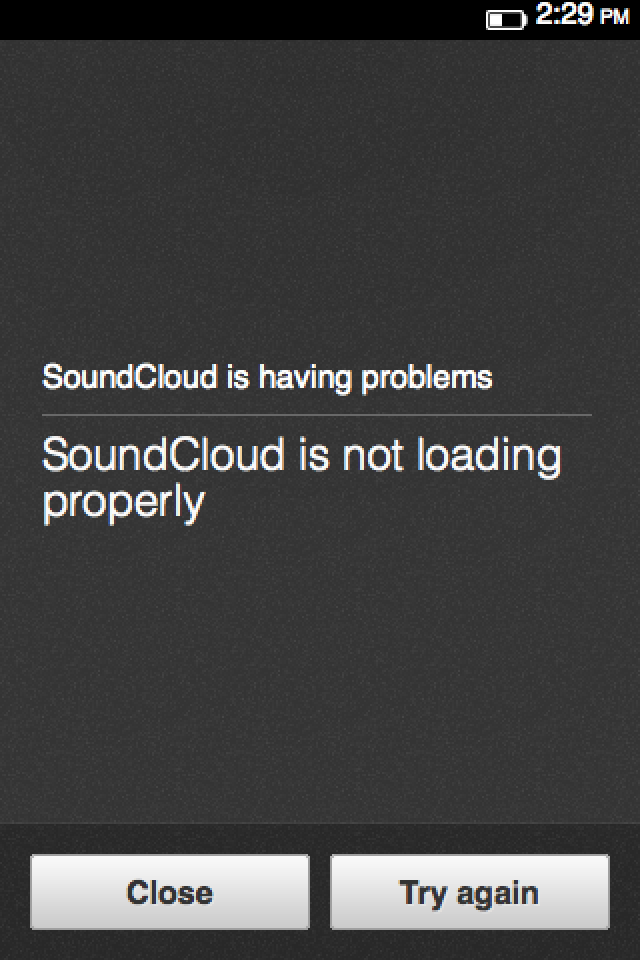 2:29 PM
SoundCloud is having problems
SoundCloud is not loading
properly
Close
Try again